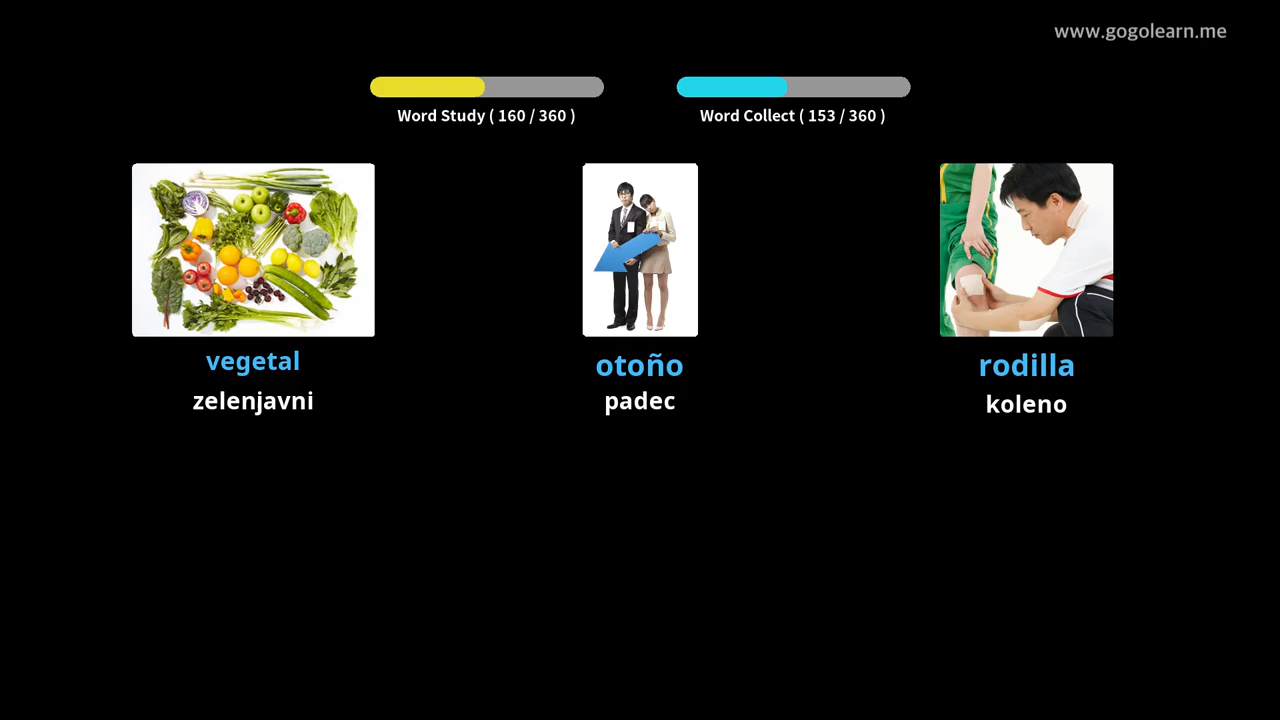 www.gogolearn.me
Word Study ( 160 / 360 )
Word Collect ( 153 / 360 )
vegetal
otoño
rodilla
zelenjavni
padec
koleno